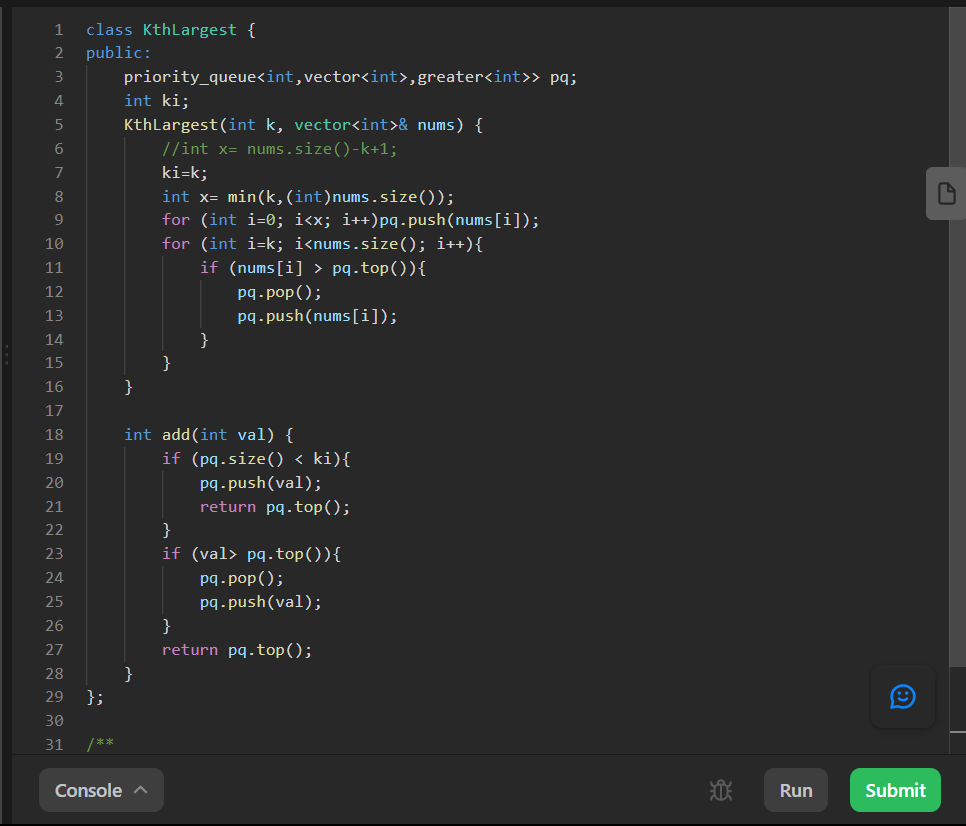 1 class KthLargest {
2 public:
3     priority_queue<int,vector<int>,greater<int>> pq;
4     int ki;
5     KthLargest(int k, vector<int>& nums) {
6         //int x= nums.size()-k+1;
7         ki=k;
8         int x= min(k,(int)nums.size());
9         for (int i=0; i<x; i++)pq.push(nums[i]);
10         for (int i=k; i<nums.size(); i++){
11             if (nums[i] > pq.top()){
12                 pq.pop();
13                 pq.push(nums[i]);
14             }
15         }
16     }
17
18     int add(int val) {
19         if (pq.size() < ki){
20             pq.push(val);
21             return pq.top();
22         }
23         if (val> pq.top()){
24             pq.pop();
25             pq.push(val);
26         }
27         return pq.top();
28     }
29 };
30
31 /**
Console Run Submit